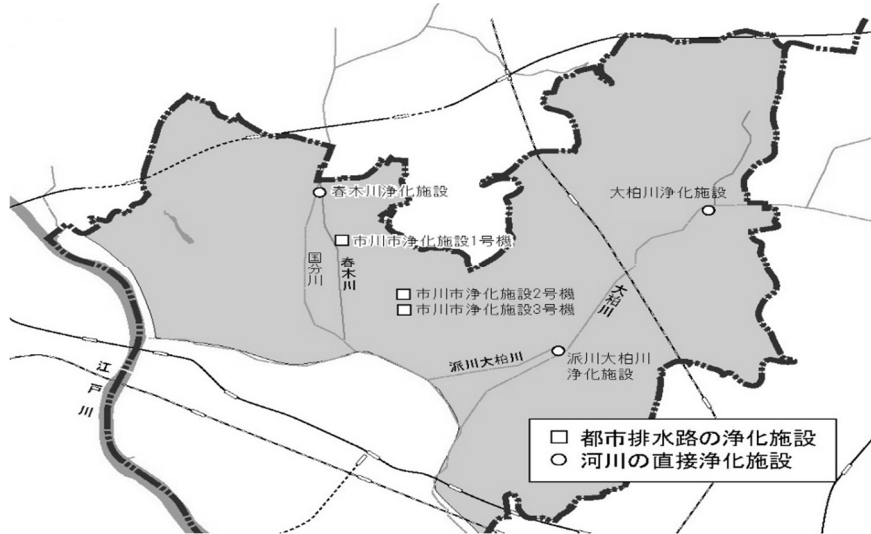 春木川浄化施設
大柏川浄化施設
市川市浄化施設1号機
国分川
春木川
市川市浄化施設2号機
市川市浄化施設3号機
大柏川
派川大柏川
派川大柏川
浄化施設
江戸川
都市排水路の浄化施設
河川の直接浄化施設